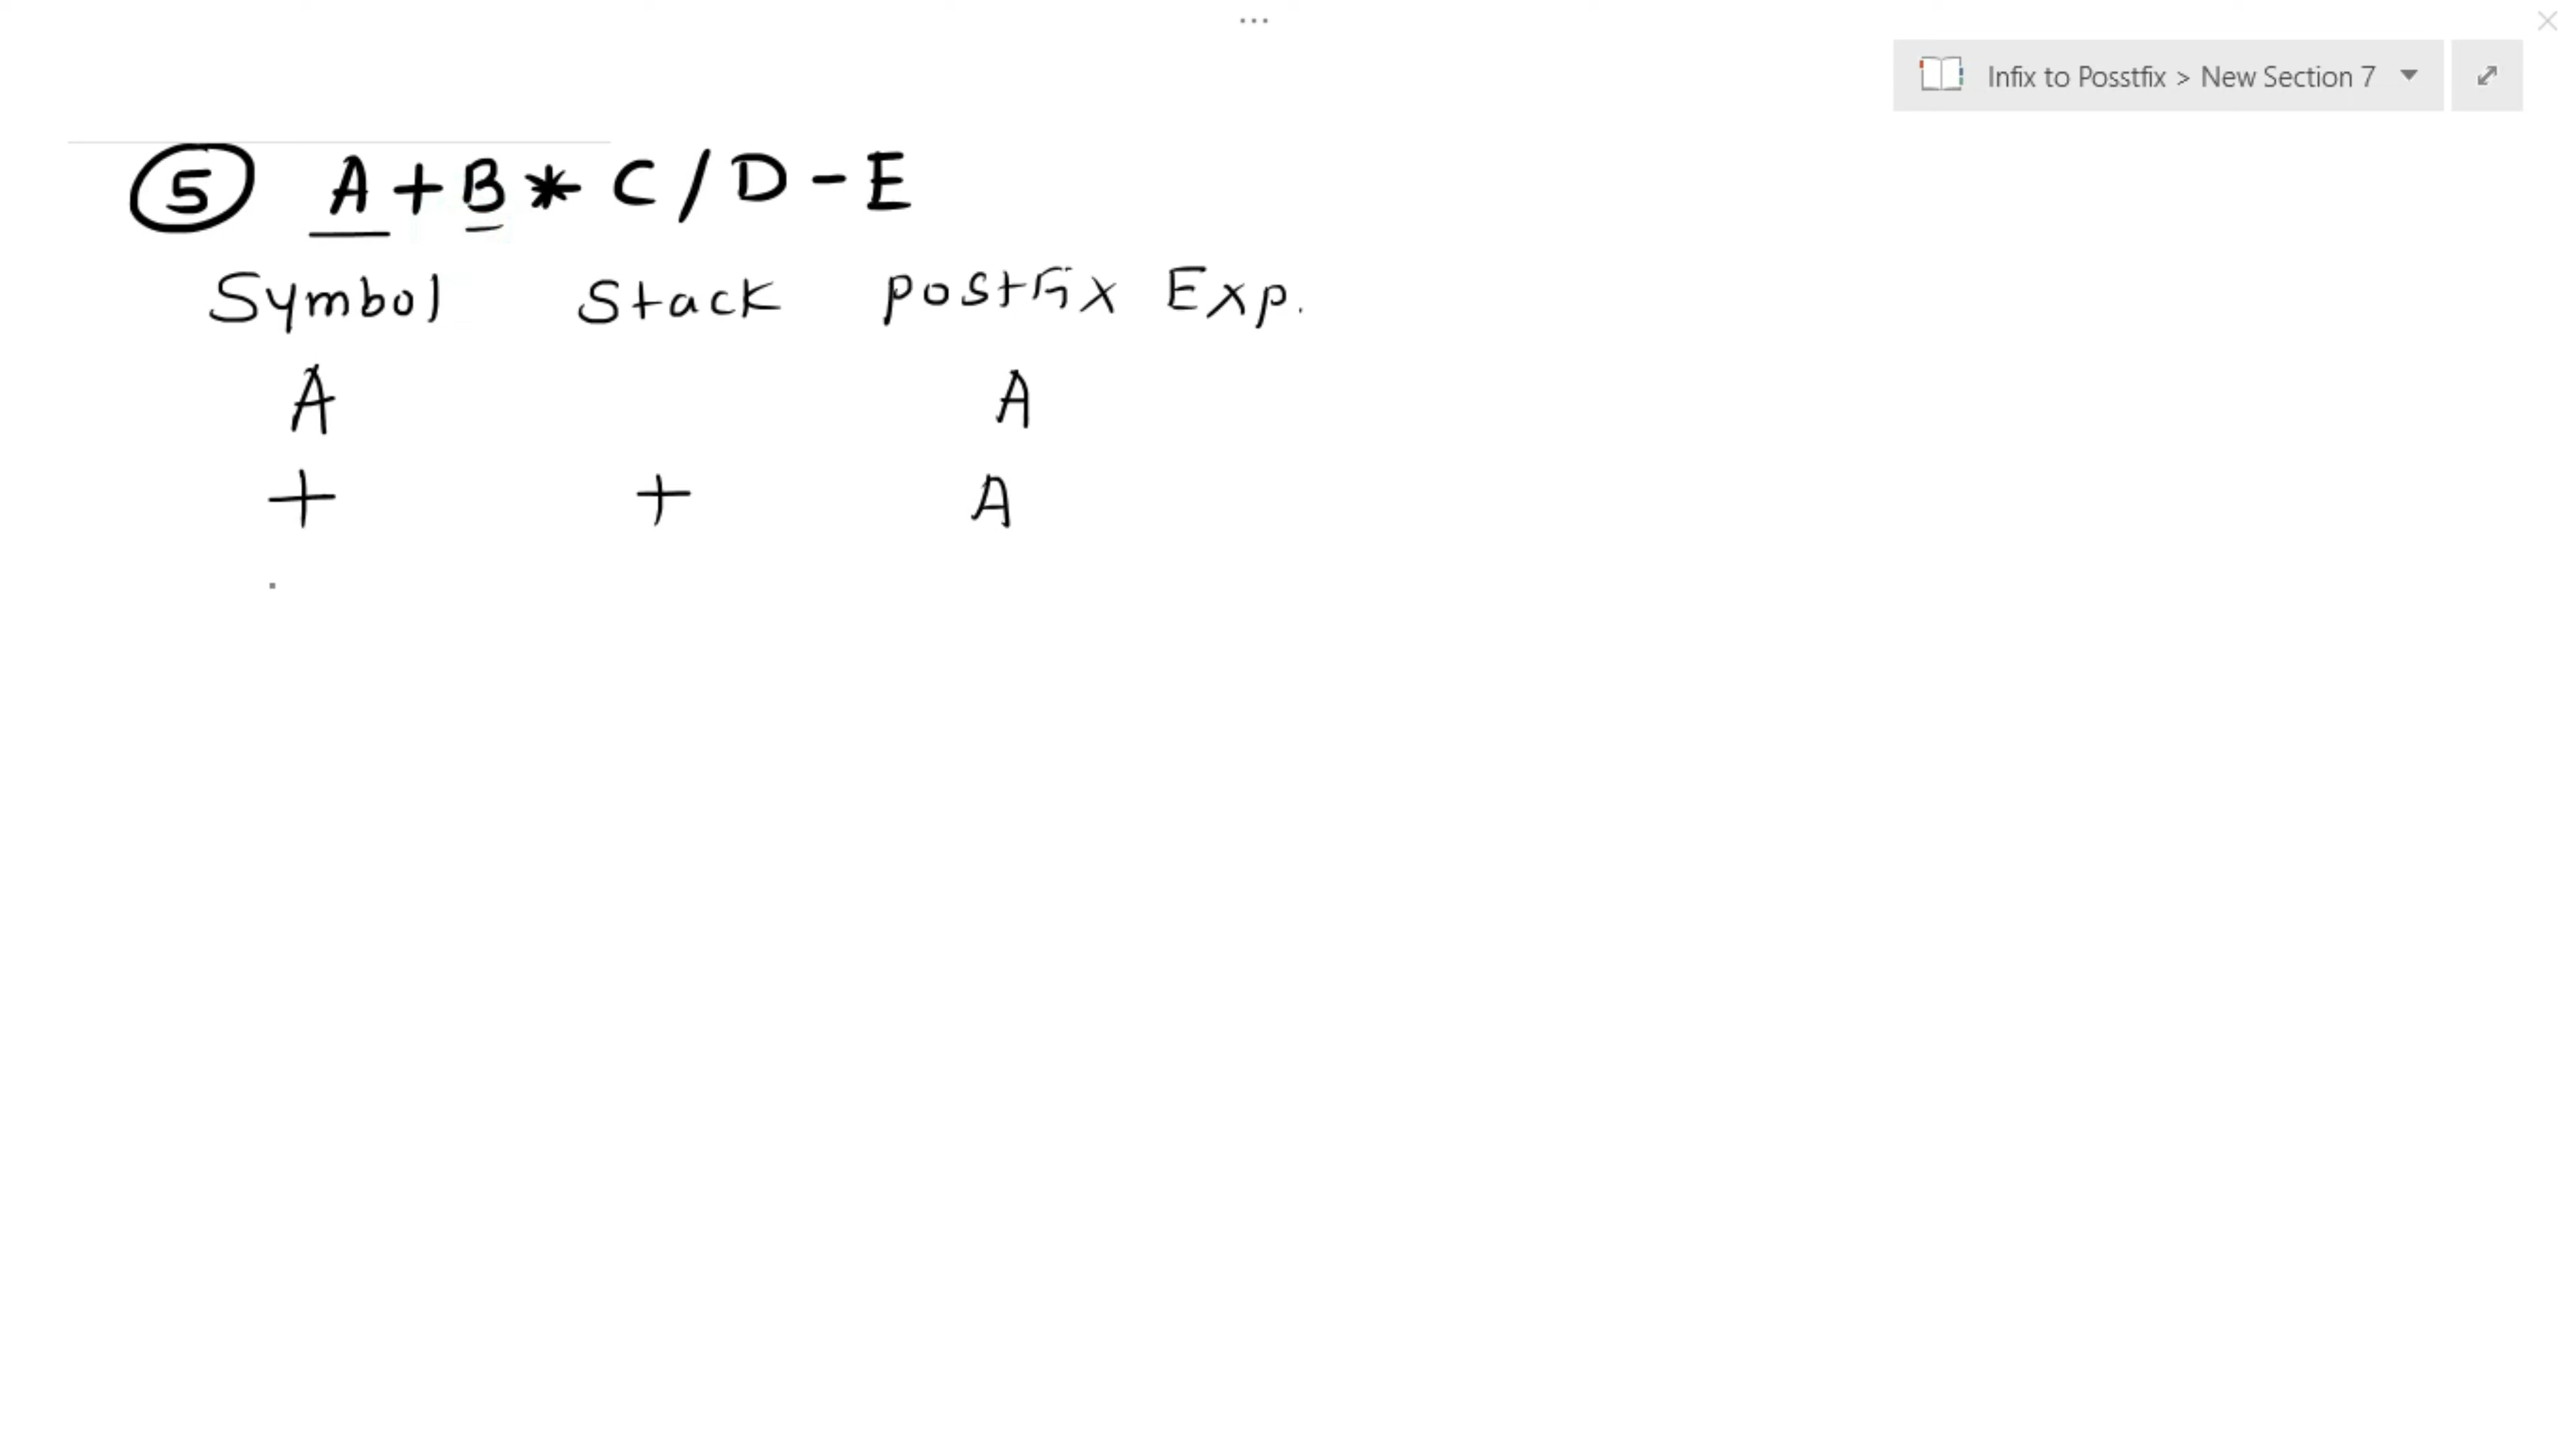 ...
Infix to Posstfix > New Section 7
5 A + B * C / D - E
Symbol Stack Postfix Exp.
A A
+ + A